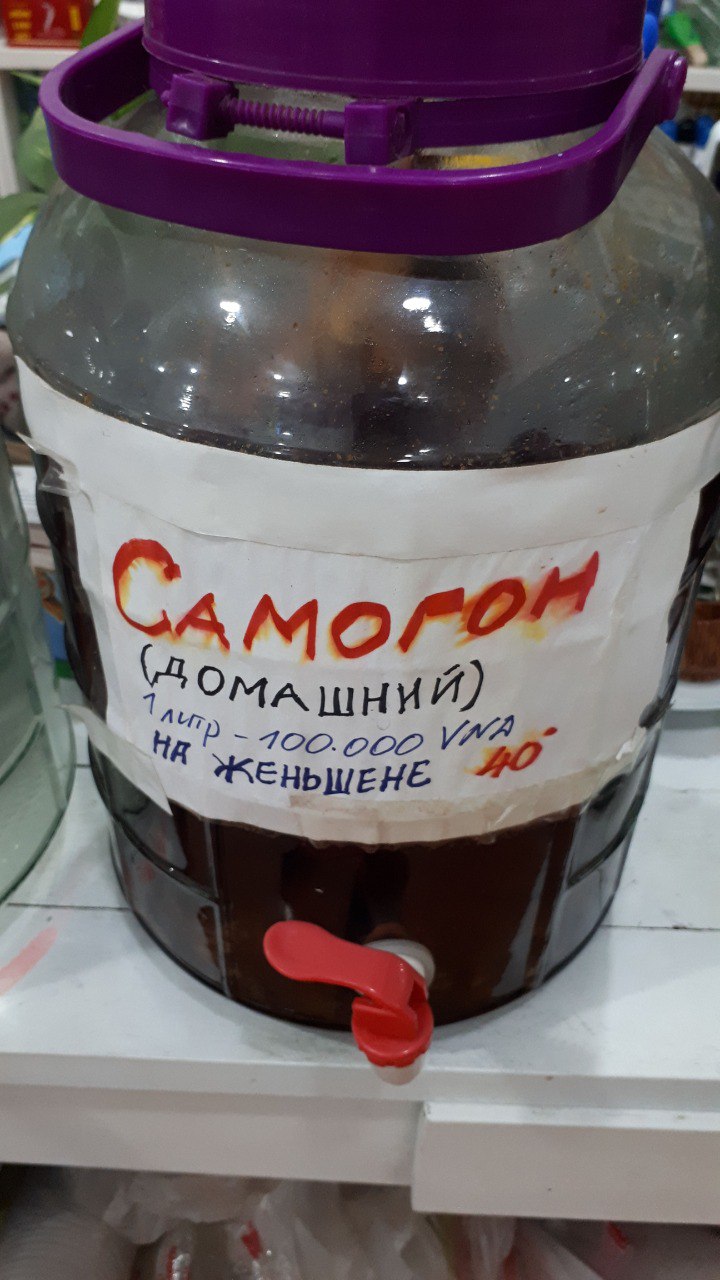 САМОГОН
(ДОМАШНИЙ)
1 литр - 100.000 VNA
НА ЖЕНЬШЕНЕ 40°